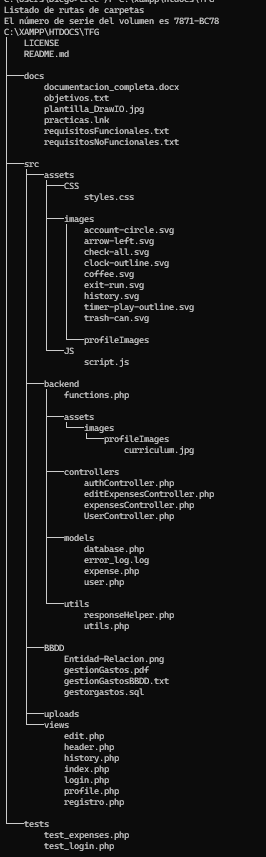 Listado de rutas de carpetas
El número de serie del volumen es 7871-BC78
C:\XAMPP\HTDOCS\TFG
│   LICENSE
│   README.md
│
├───docs
│       documentacion_completa.docx
│       objetivos.txt
│       plantilla_DrawIO.jpg
│       practicas.lnk
│       requisitosFuncionales.txt
│       requisitosNoFuncionales.txt
│
├───src
│   ├───assets
│   │   ├───CSS
│   │   │       styles.css
│   │   │
│   │   ├───images
│   │   │   │   account-circle.svg
│   │   │   │   arrow-left.svg
│   │   │   │   check-all.svg
│   │   │   │   clock-outline.svg
│   │   │   │   coffee.svg
│   │   │   │   exit-run.svg
│   │   │   │   history.svg
│   │   │   │   timer-play-outline.svg
│   │   │   │   trash-can.svg
│   │   │   │
│   │   │   └───profileImages
│   │   └───JS
│   │           script.js
│   │
│   ├───backend
│   │   │   functions.php
│   │   │
│   │   ├───assets
│   │   │   └───images
│   │   │       └───profileImages
│   │   │               curriculum.jpg
│   │   │
│   │   ├───controllers
│   │   │       authController.php
│   │   │       editExpensesController.php
│   │   │       expensesController.php
│   │   │       UserController.php
│   │   │
│   │   ├───models
│   │   │       database.php
│   │   │       error_log.log
│   │   │       expense.php
│   │   │       user.php
│   │   │
│   │   └───utils
│   │           responseHelper.php
│   │           utils.php
│   │
│   ├───BBDD
│   │       Entidad-Relacion.png
│   │       gestionGastos.pdf
│   │       gestionGastosBBDD.txt
│   │       gestorgastos.sql
│   │
│   ├───uploads
│   └───views
│           edit.php
│           header.php
│           history.php
│           index.php
│           login.php
│           profile.php
│           registro.php
│
└───tests
        test_expenses.php
        test_login.php